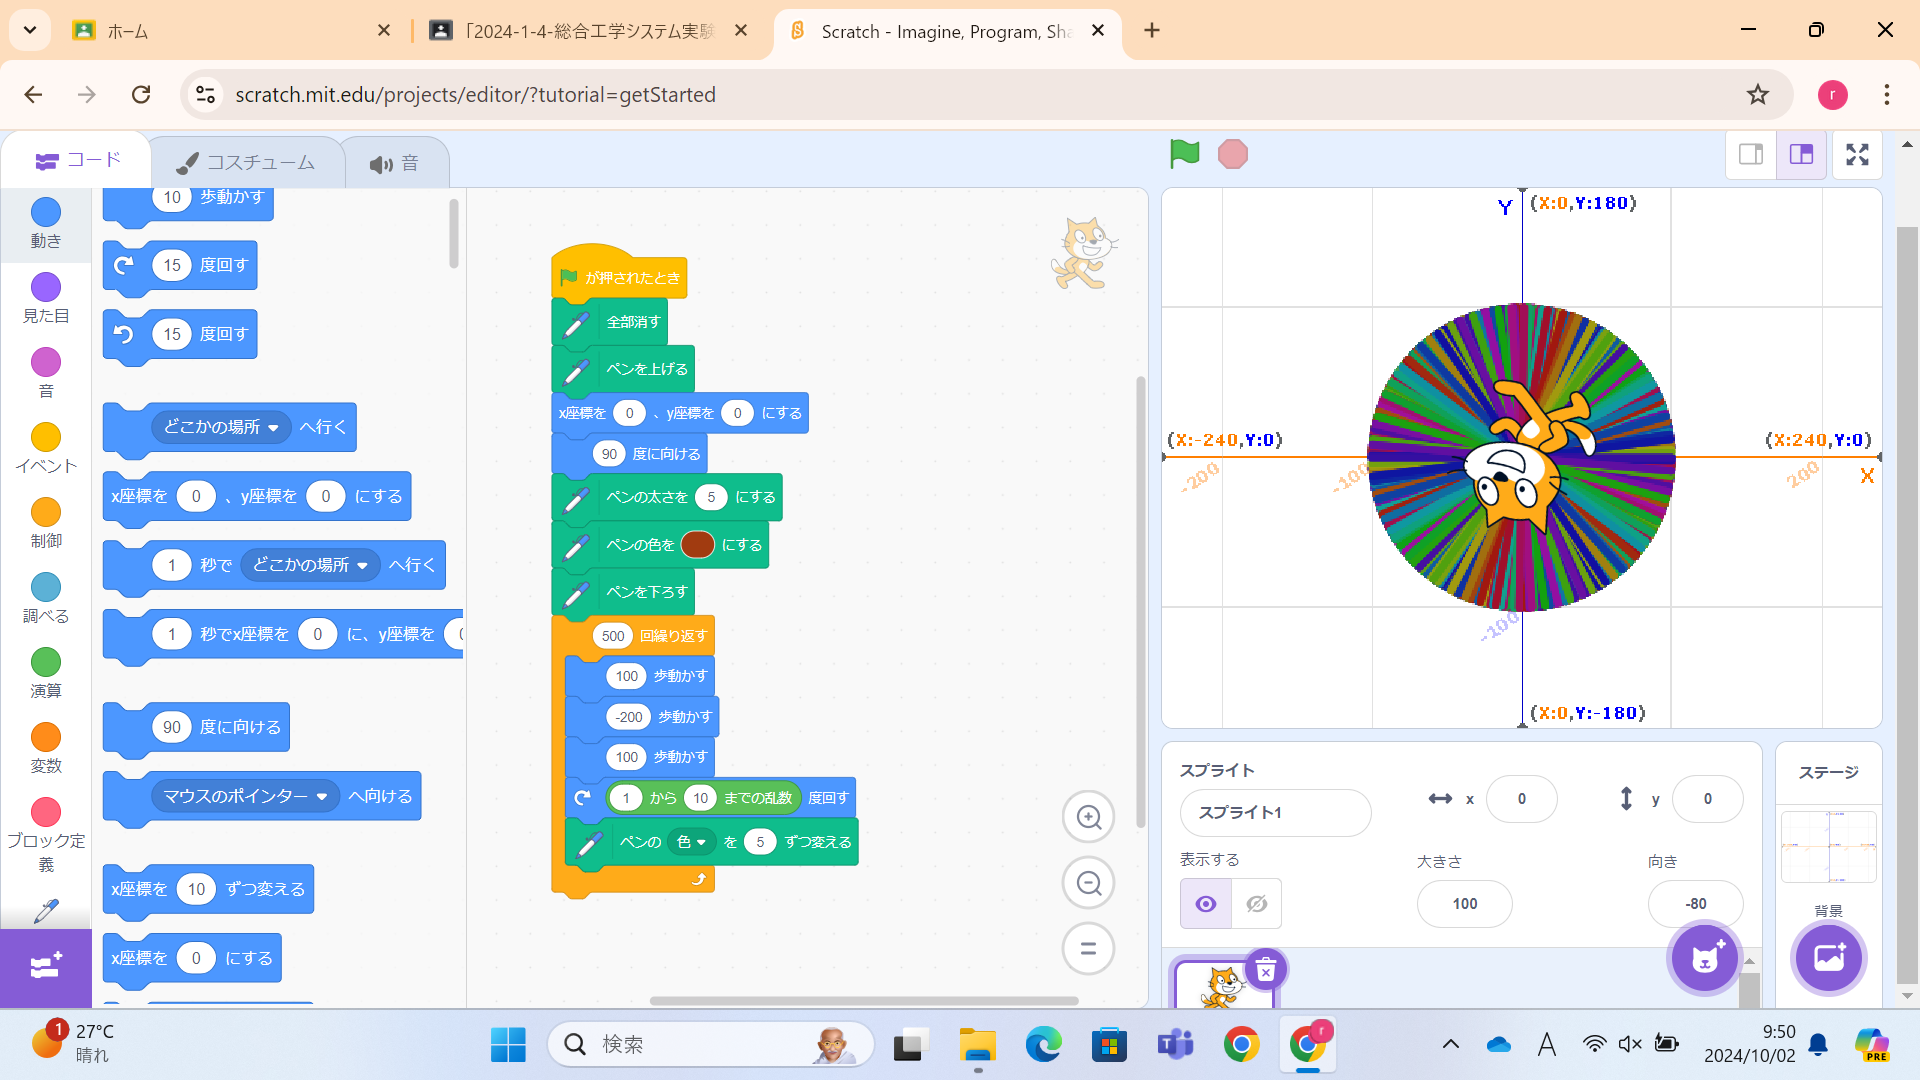 ホーム
「2024-1-4-総合工学システム実験
Scratch - Imagine, Program, Sha
scratch.mit.edu/projects/editor/?tutorial=getStarted
r
コード
コスチューム
音
動き
見た目
音
イベント
制御
調べる
演算
変数
ブロック定
義
10 歩動かす
15 度回す
15 度回す
どこかの場所 へ行く
x座標を 0 、y座標を 0 にする
1 秒で どこかの場所 へ行く
1 秒でx座標を 0 に、y座標を
90 度に向ける
マウスのポインター へ向ける
x座標を 10 ずつ変える
x座標を 0 にする
が押されたとき
全部消す
ペンを上げる
x座標を 0 、y座標を 0 にする
90 度に向ける
ペンの太さを 5 にする
ペンの色を にする
ペンを下ろす
500 回繰り返す
100 歩動かす
-200 歩動かす
100 歩動かす
1 から 10 までの乱数 度回す
ペンの 色 を 5 ずつ変える
Y (X:0,Y:180)
(X:-240,Y:0)
(X:240,Y:0)
-200
-100
200
X
-100
(X:0,Y:-180)
スプライト
スプライト1
x 0
y 0
表示する
大きさ
100
向き
-80
ステージ
背景
1
27°C
晴れ
検索
r
A
9:50
2024/10/02
PRE